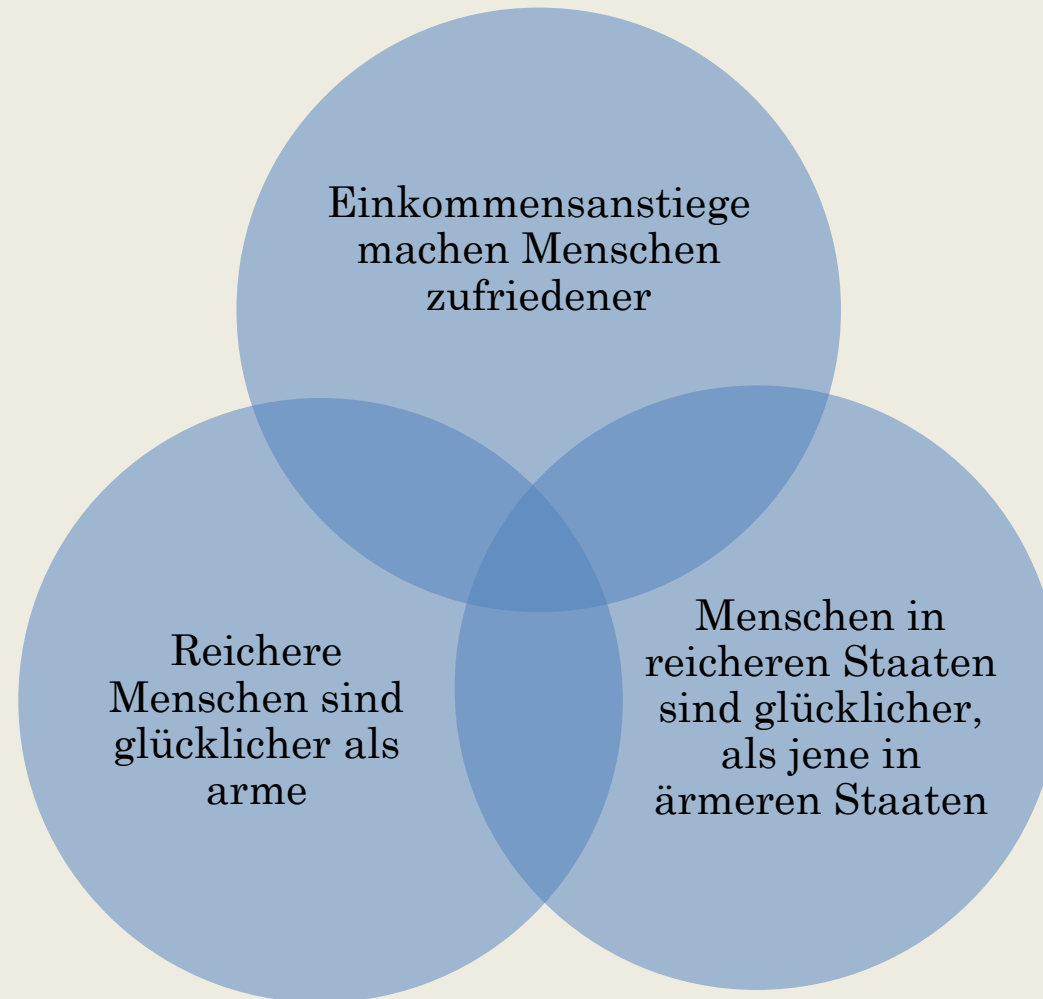 Einkommensanstiege
machen Menschen
zufriedener
Reichere
Menschen sind
glücklicher als
arme
Menschen in
reicheren Staaten
sind glücklicher,
als jene in
ärmeren Staaten